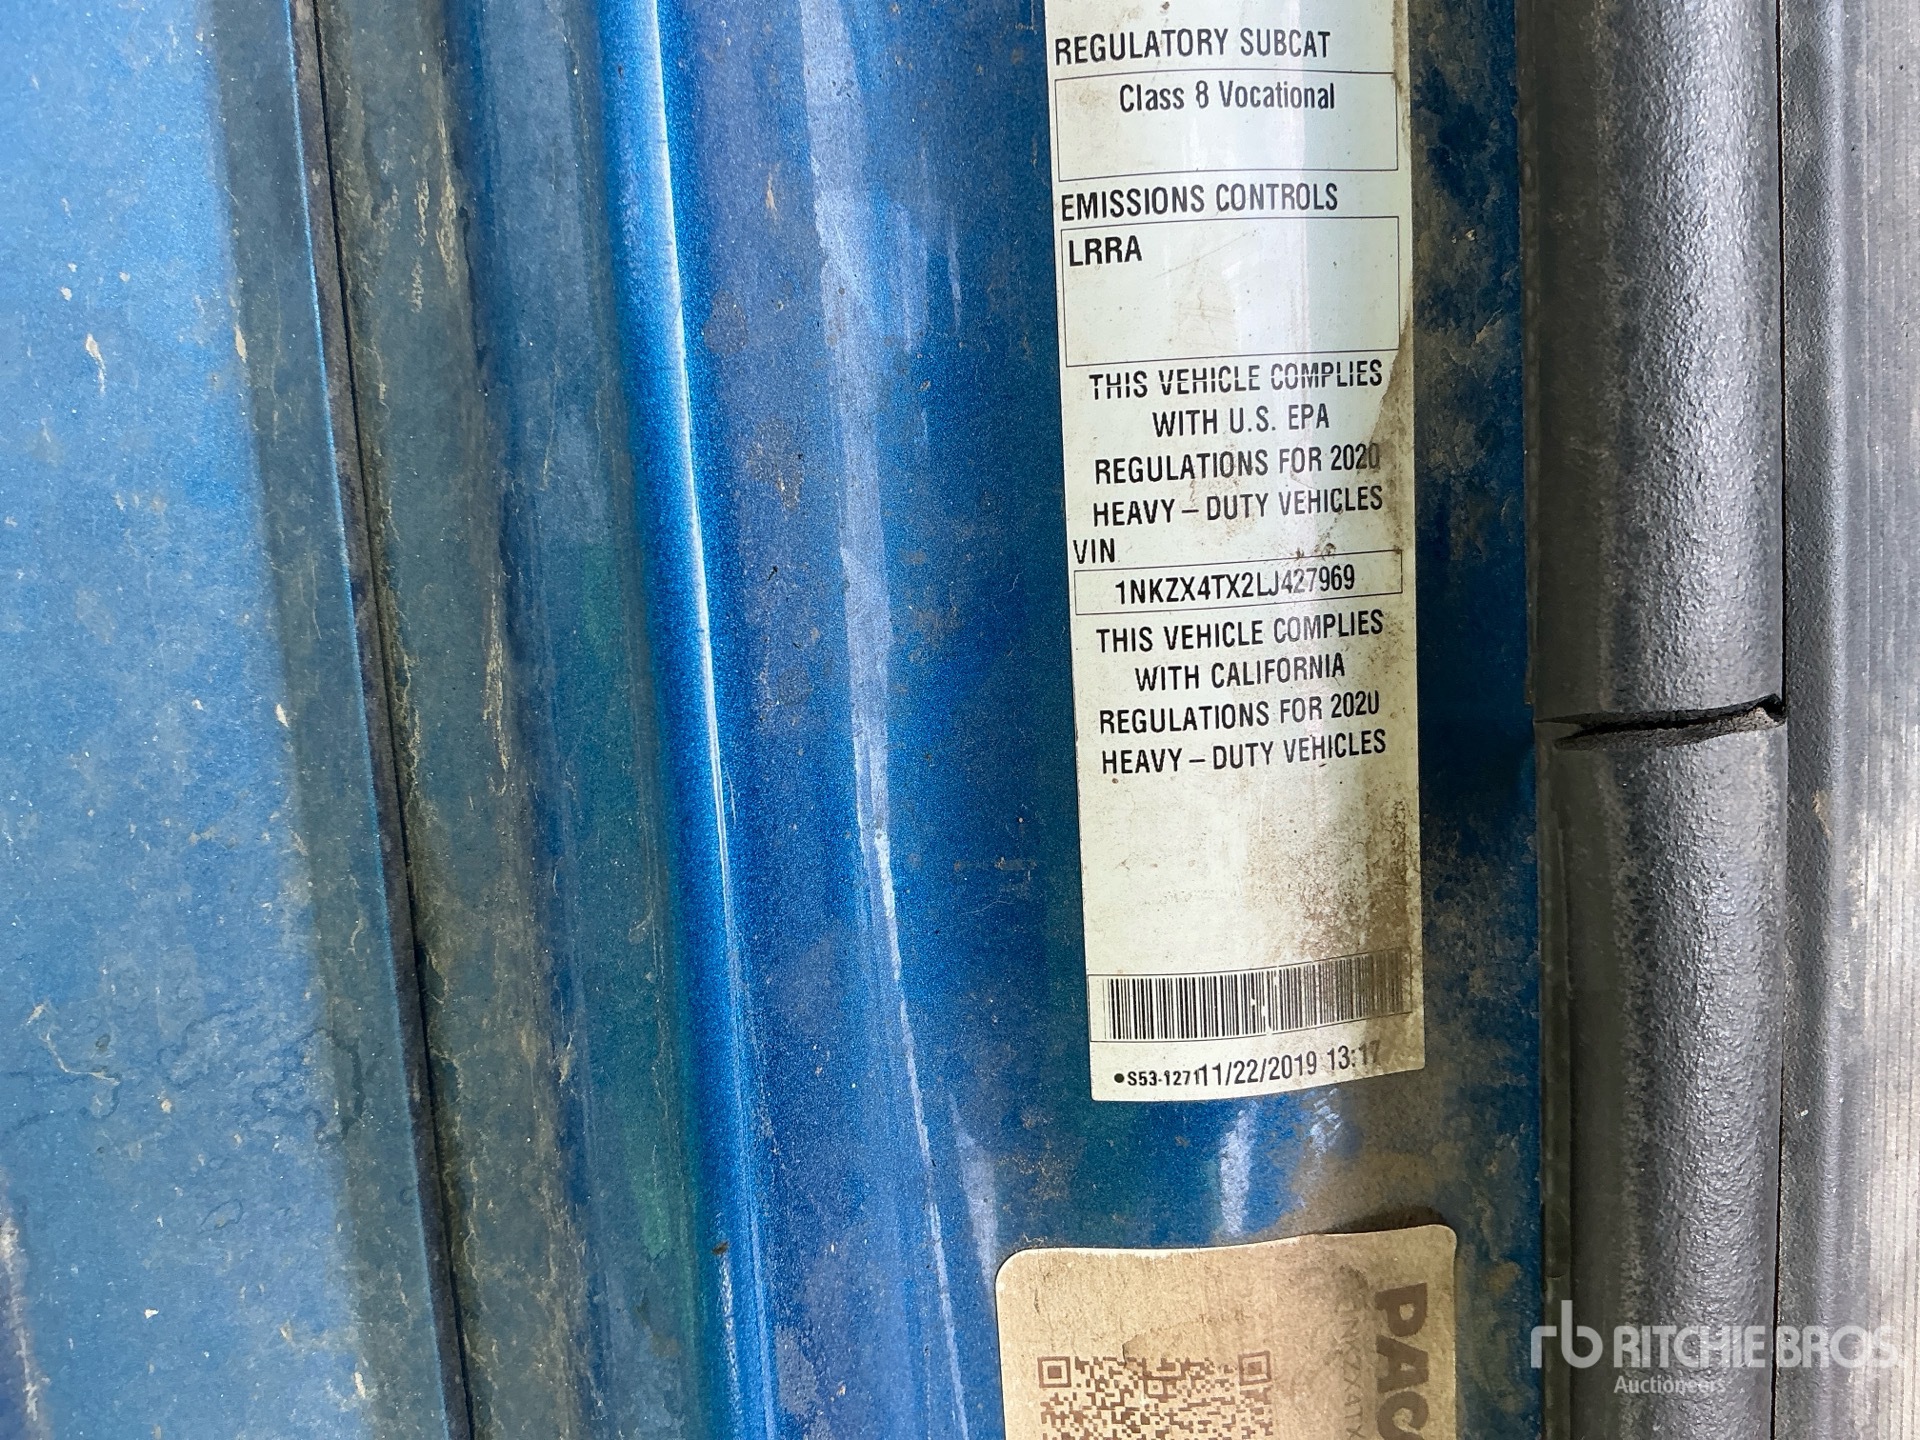 REGULATORY SUBCAT
Class 8 Vocational
EMISSIONS CONTROLS
LRRA
THIS VEHICLE COMPLIES
WITH U.S. EPA
REGULATIONS FOR 2020
HEAVY – DUTY VEHICLES
VIN
1NKZX4TX2LJ427969
THIS VEHICLE COMPLIES
WITH CALIFORNIA
REGULATIONS FOR 2020
HEAVY – DUTY VEHICLES
•S53-1271 11/22/2019 13:17
PAC
rb RITCHIE BROS
Auctioneers